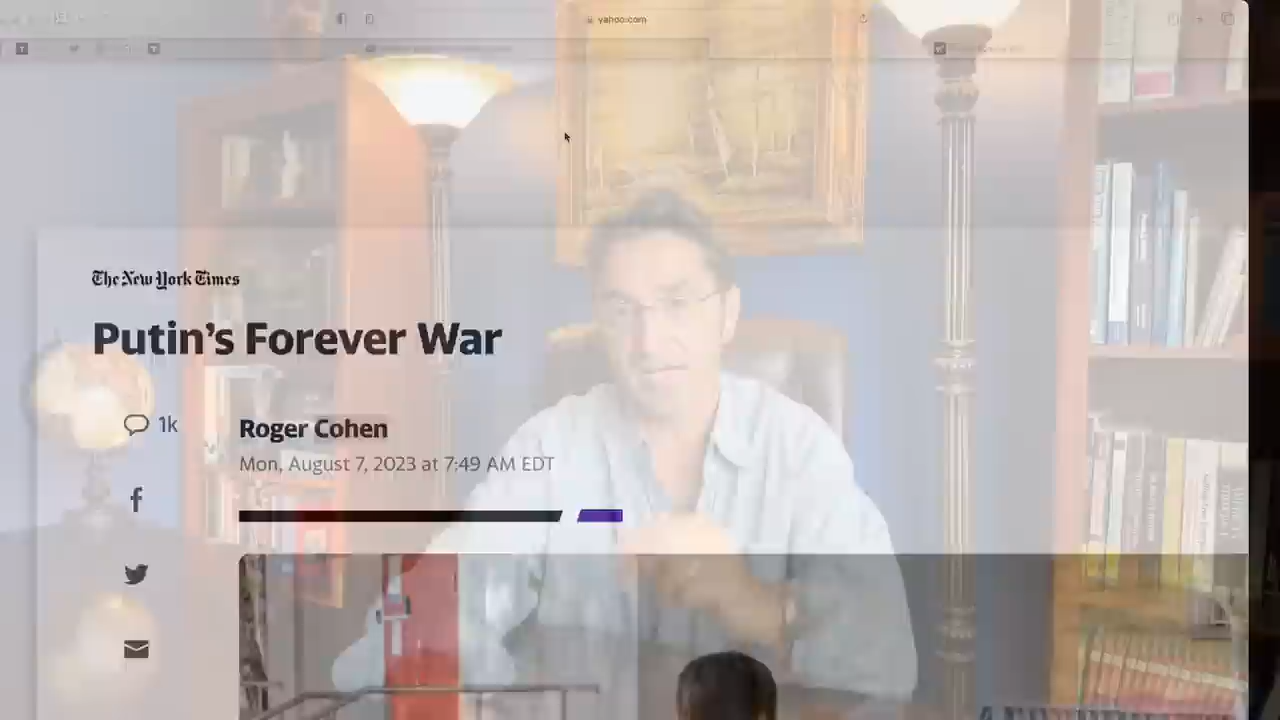 yahoo.com
The New York Times
Putin's Forever War
1k
Roger Cohen
Mon, August 7, 2023 at 7:49 AM EDT